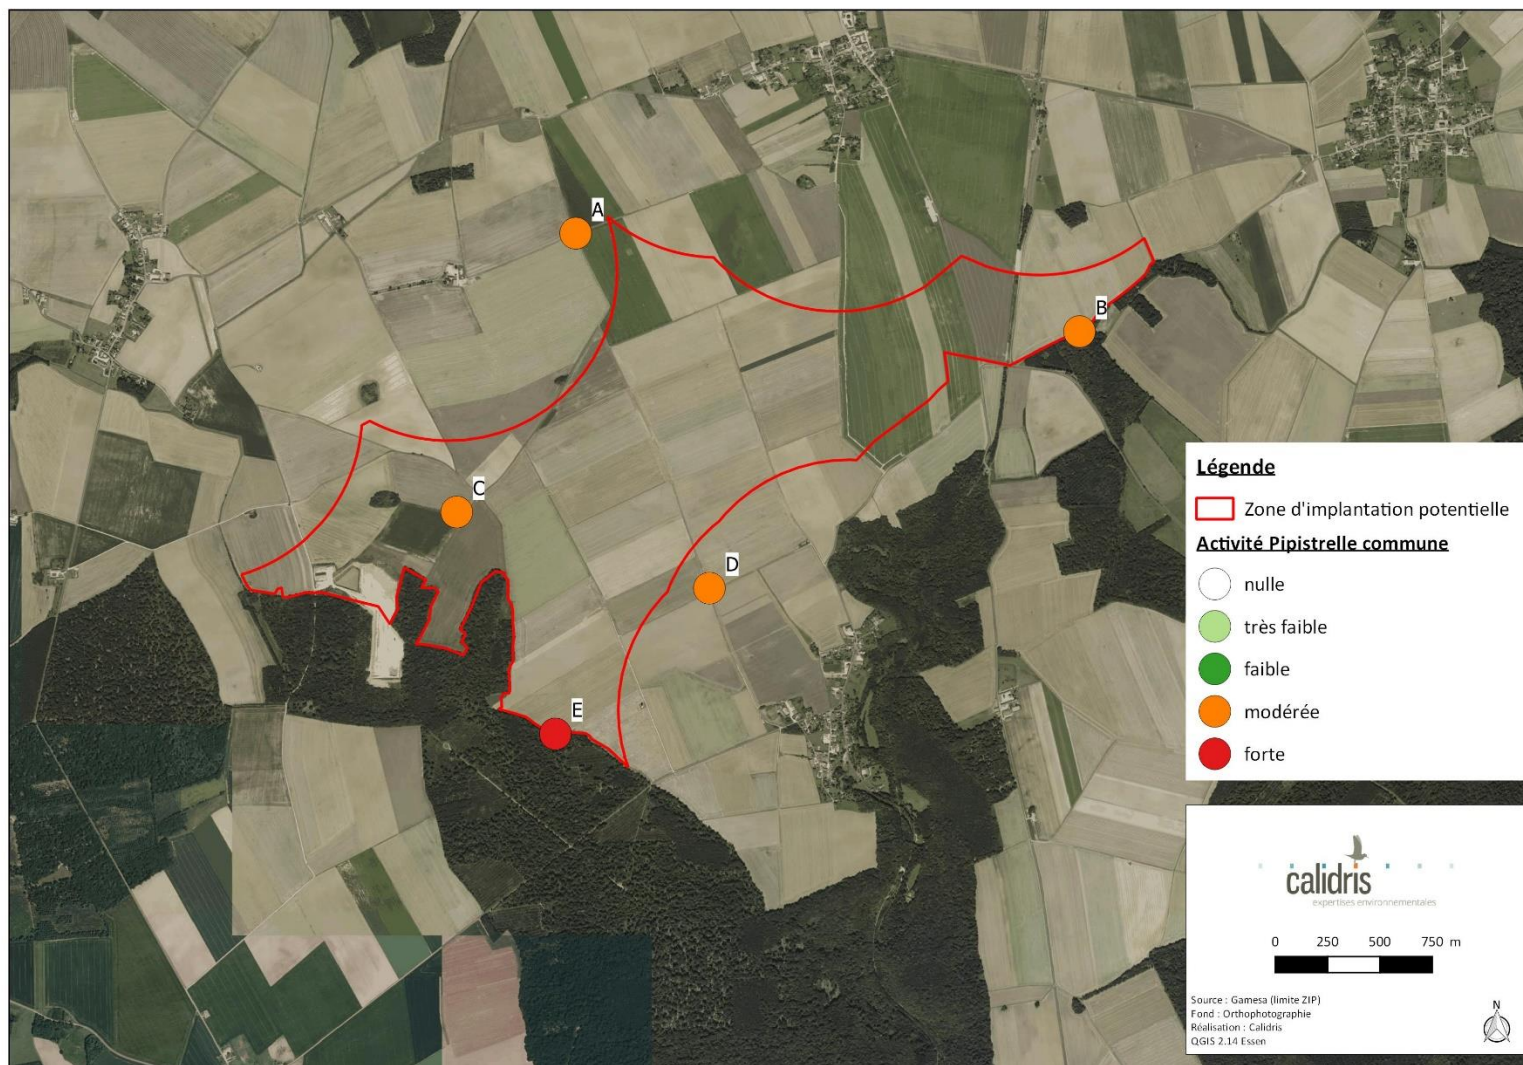 A
B
C
D
E
Légende
Zone d'implantation potentielle
Activité Pipistrelle commune
nulle
très faible
faible
modérée
forte
calidris
expertises environnementales
0 250 500 750 m
Source : Gamesa (limite ZIP)
Fond : Orthophotographie
Réalisation : Calidris
QGIS 2.14 Essen
N